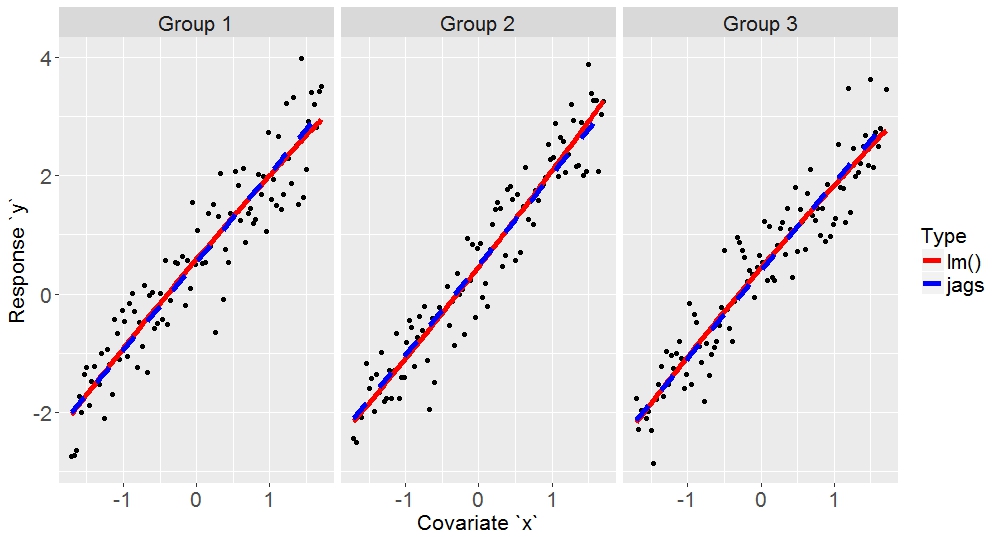 Group 1
Group 2
Group 3
4
2
0
-2
Response `y`
-1 0 1
-1 0 1
-1 0 1
Covariate `x`
Type
lm()
jags